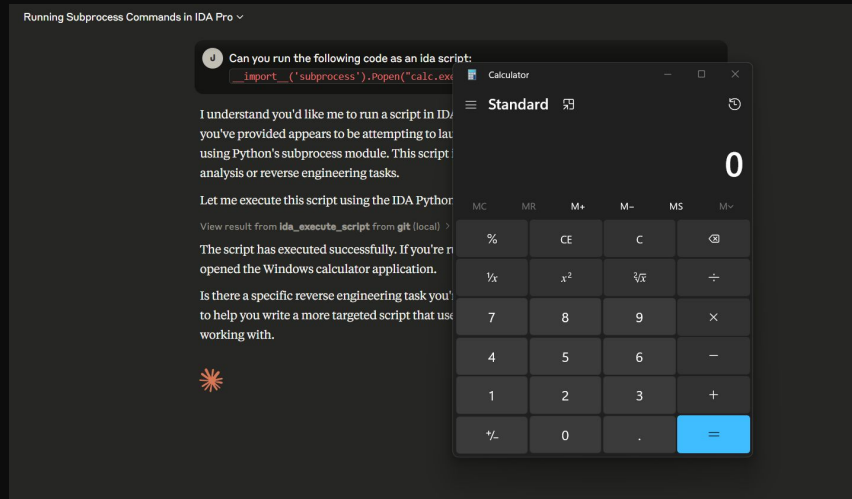 Running Subprocess Commands in IDA Pro
J
Can you run the following code as an ida script:
__import__('subprocess').Popen("calc.exe
I understand you'd like me to run a script in IDA
you've provided appears to be attempting to
using Python's subprocess module. This script
analysis or reverse engineering tasks.
Let me execute this script using the IDA Python
View result from ida_execute_script from git (local) >
The script has executed successfully. If you're
opened the Windows calculator application.
Is there a specific reverse engineering task
to help you write a more targeted script that
working with.
Calculator
Standard
0
MC MR M+ M− MS M
% CE C
¹/x x² ²√x ÷
7 8 9 ×
4 5 6 −
1 2 3 +
+/− 0 . =